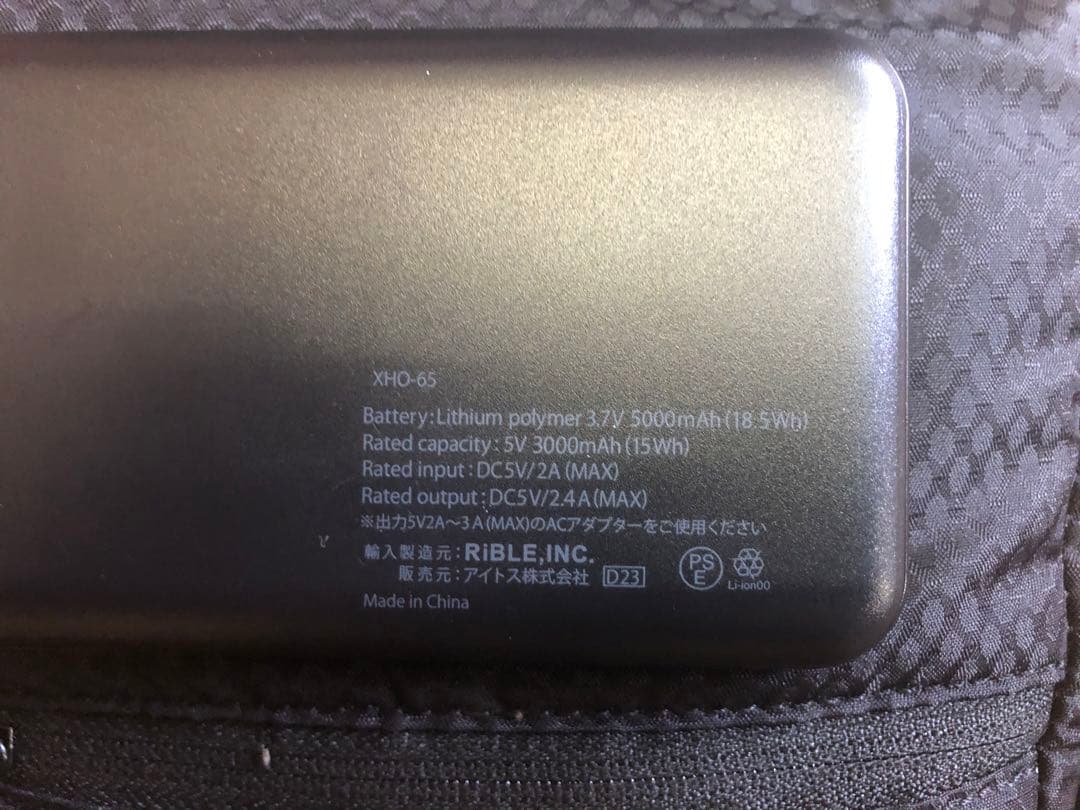 XHO-65
Battery:Lithium polymer 3.7V 5000mAh(18.5Wh)
Rated capacity:5V 3000mAh(15Wh)
Rated input:DC5V/2A(MAX)
Rated output:DC5V/2.4A(MAX)
※出力5V2A～3A(MAX)のACアダプターをご使用ください
輸入製造元:RiBLE,INC.
販売元:アイトス株式会社 D23
PSE
Li-ion00
Made in China